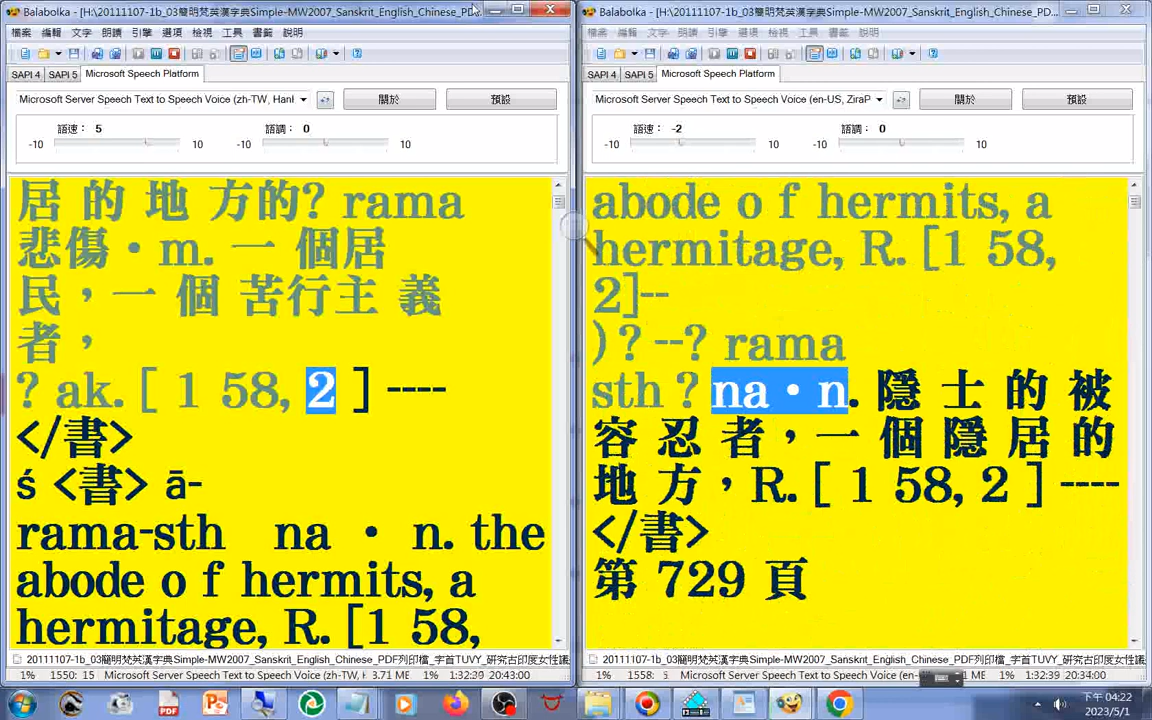 Balabolka - [H:\20111107-1b_03簡明梵英漢字典Simple-MW2007_Sanskrit_English_Chinese_PD...
檔案 編輯 文字 朗讀 引擎 選項 檢視 工具 書籤 說明
SAPI 4 SAPI 5 Microsoft Speech Platform
Microsoft Server Speech Text to Speech Voice (zh-TW, HanI 關於 預設
語速： 5 語調： 0
-10 10 -10 10
居 的 地 方的? rama
悲傷・m. 一 個居
民，一 個 苦行主 義
者，
? ak. [ 1 58, 2 ] ----
</書>
ś <書> ā-
rama-sth na ・ n. the
abode o f hermits, a
hermitage, R. [1 58,
20111107-1b_03簡明梵英漢字典Simple-MW2007_Sanskrit_English_Chinese_PDF列印檔_字首TUVY_研究古印度女性議
1% 1550: 15 Microsoft Server Speech Text to Speech Voice (zh-TW, 3.71 MB 1% 1:32:39 20:43:00
Balabolka - [H:\20111107-1b_03簡明梵英漢字典Simple-MW2007_Sanskrit_English_Chinese_PD...
檔案 編輯 文字 朗讀 引擎 選項 檢視 工具 書籤 說明
SAPI 4 SAPI 5 Microsoft Speech Platform
Microsoft Server Speech Text to Speech Voice (en-US, ZiraP 關於 預設
語速： -2 語調： 0
-10 10 -10 10
abode o f hermits, a
hermitage, R. [1 58,
2]--
)? --? rama
sth ? na・n. 隱 士 的 被
容 忍 者，一 個 隱 居 的
地 方，R. [ 1 58, 2 ] ----
</書>
第 729 頁
20111107-1b_03簡明梵英漢字典Simple-MW2007_Sanskrit_English_Chinese_PDF列印檔_字首TUVY_研究古印度女性議
1% 1558: 5 Microsoft Server Speech Text to Speech Voice (en- 1% 1:32:39 20:34:00
下午 04:22
2023/5/1